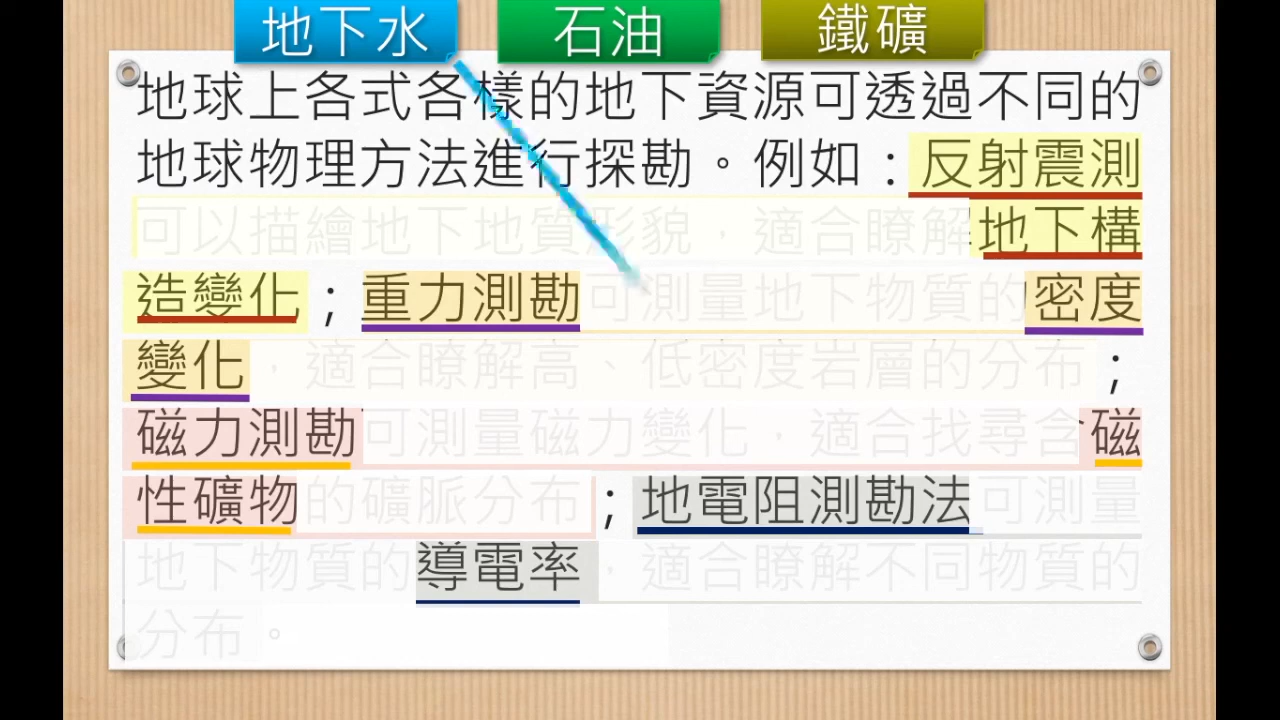 地下水 石油 鐵礦
地球上各式各樣的地下資源可透過不同的
地球物理方法進行探勘。例如：反射震測
可以描繪地下地質形貌，適合瞭解地下構
造變化；重力測勘可測量地下物質的密度
變化，適合瞭解高、低密度岩層的分布；
磁力測勘可測量磁力變化，適合找尋含磁
性礦物的礦脈分布；地電阻測勘法可測量
地下物質的導電率，適合瞭解不同物質的
分布。